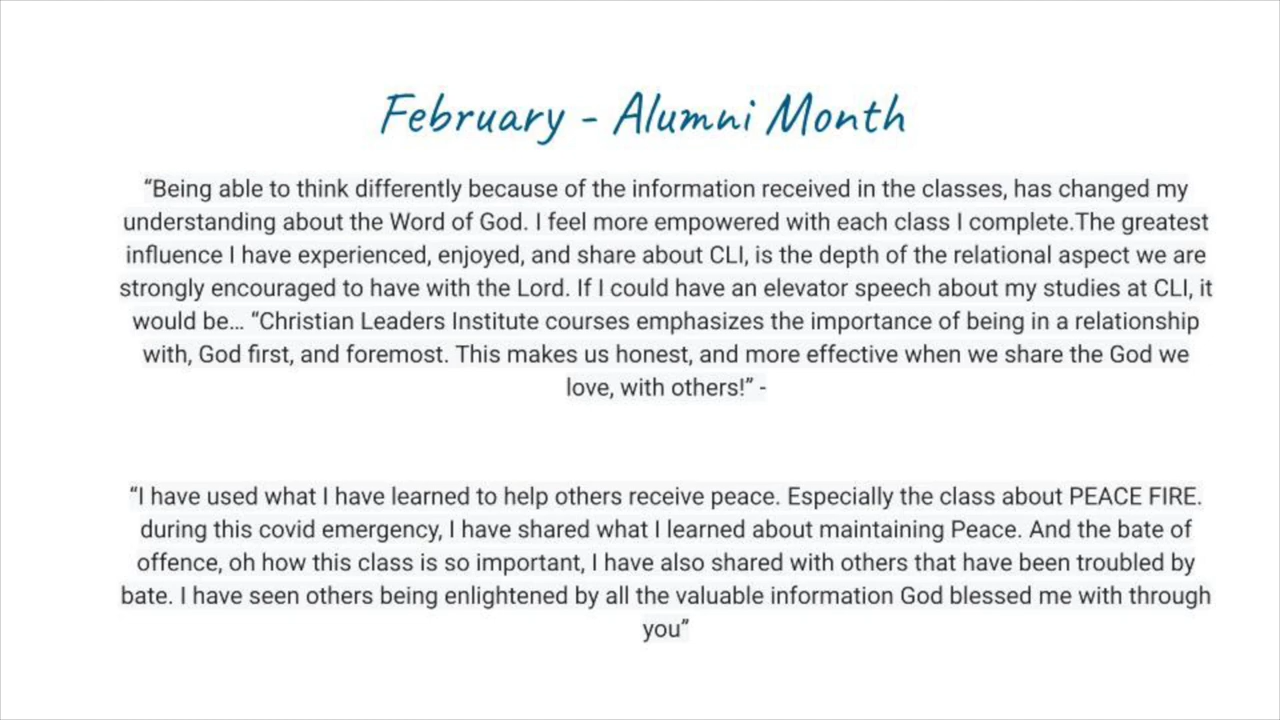 February - Alumni Month
“Being able to think differently because of the information received in the classes, has changed my
understanding about the Word of God. I feel more empowered with each class I complete.The greatest
influence I have experienced, enjoyed, and share about CLI, is the depth of the relational aspect we are
strongly encouraged to have with the Lord. If I could have an elevator speech about my studies at CLI, it
would be… “Christian Leaders Institute courses emphasizes the importance of being in a relationship
with, God first, and foremost. This makes us honest, and more effective when we share the God we
love, with others!” -
“I have used what I have learned to help others receive peace. Especially the class about PEACE FIRE.
during this covid emergency, I have shared what I learned about maintaining Peace. And the bate of
offence, oh how this class is so important, I have also shared with others that have been troubled by
bate. I have seen others being enlightened by all the valuable information God blessed me with through
you”